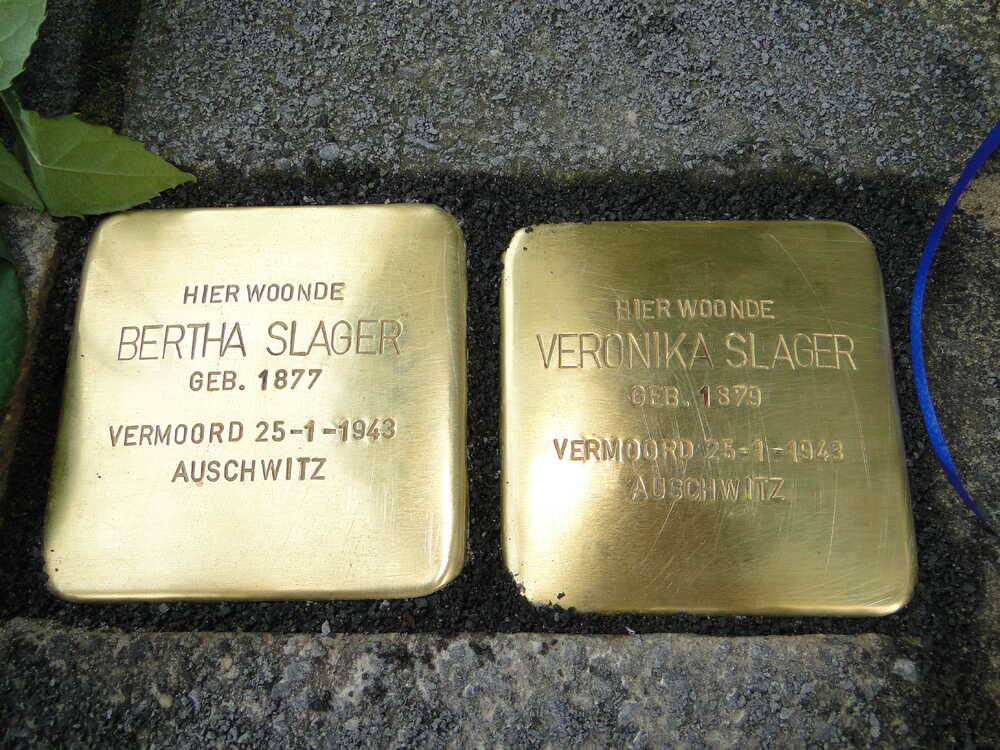 HIER WOONDE
BERTHA SLAGER
GEB. 1877
VERMOORD 25-1-1943
AUSCHWITZ
HIER WOONDE
VERONIKA SLAGER
GEB. 1879
VERMOORD 25-1-1943
AUSCHWITZ